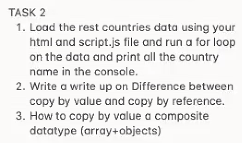 TASK 2
1. Load the rest countries data using your
html and script.js file and run a for loop
on the data and print all the country
name in the console.
2. Write a write up on Difference between
copy by value and copy by reference.
3. How to copy by value a composite
datatype (array+objects)